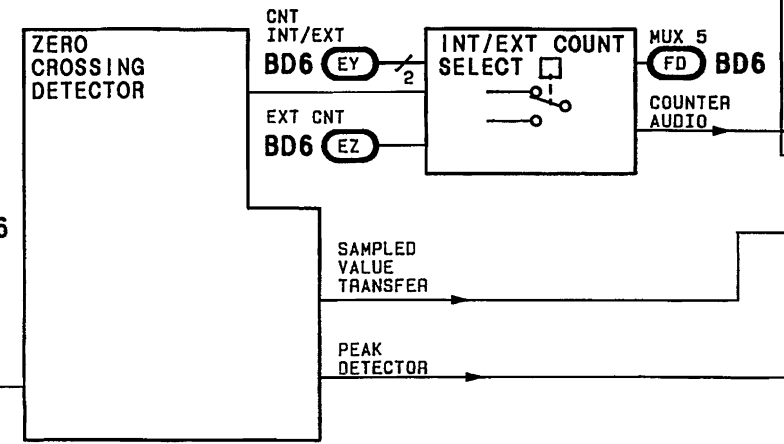 ZERO
CROSSING
DETECTOR
CNT
INT/EXT
BD6 EY
2
EXT CNT
BD6 EZ
INT/EXT COUNT
SELECT
MUX 5
FD BD6
COUNTER
AUDIO
6
SAMPLED
VALUE
TRANSFER
PEAK
DETECTOR